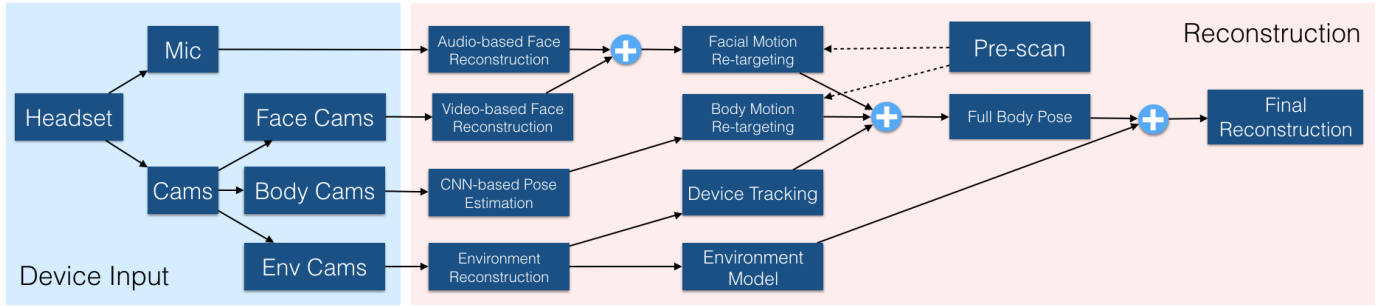 Mic
Headset
Cams
Face Cams
Body Cams
Env Cams
Device Input
Audio-based Face
Reconstruction
Video-based Face
Reconstruction
CNN-based Pose
Estimation
Environment
Reconstruction
Facial Motion
Re-targeting
Body Motion
Re-targeting
Device Tracking
Environment
Model
Pre-scan
Full Body Pose
Reconstruction
Final
Reconstruction